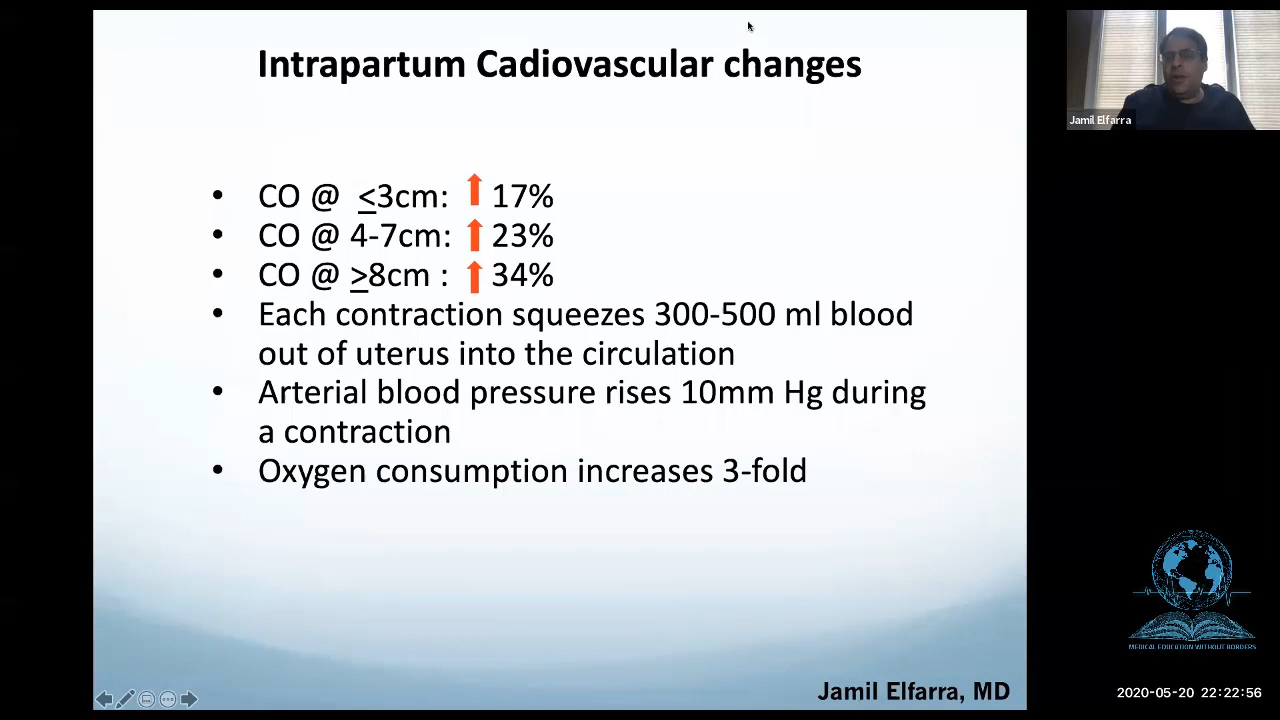 Intrapartum Cadiovascular changes
• CO @ ≤3cm: ⬆ 17%
• CO @ 4-7cm: ⬆ 23%
• CO @ ≥8cm : ⬆ 34%
• Each contraction squeezes 300-500 ml blood
out of uterus into the circulation
• Arterial blood pressure rises 10mm Hg during
a contraction
• Oxygen consumption increases 3-fold
Jamil Elfarra, MD
Jamil Elfarra
MEDICAL EDUCATION WITHOUT BORDERS
2020-05-20 22:22:56